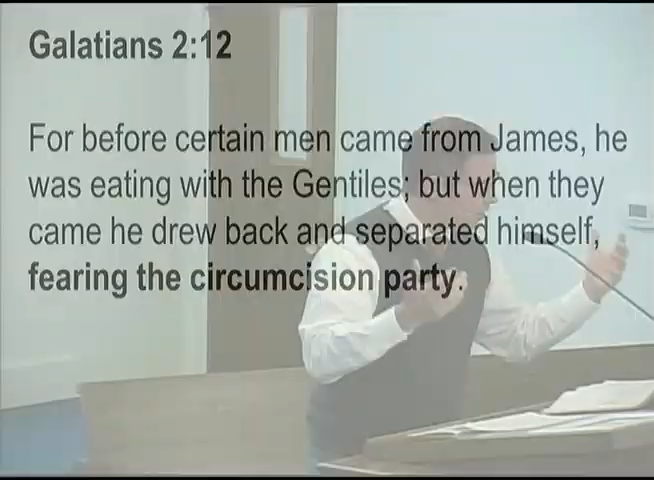 Galatians 2:12
For before certain men came from James, he
was eating with the Gentiles; but when they
came he drew back and separated himself,
fearing the circumcision party.